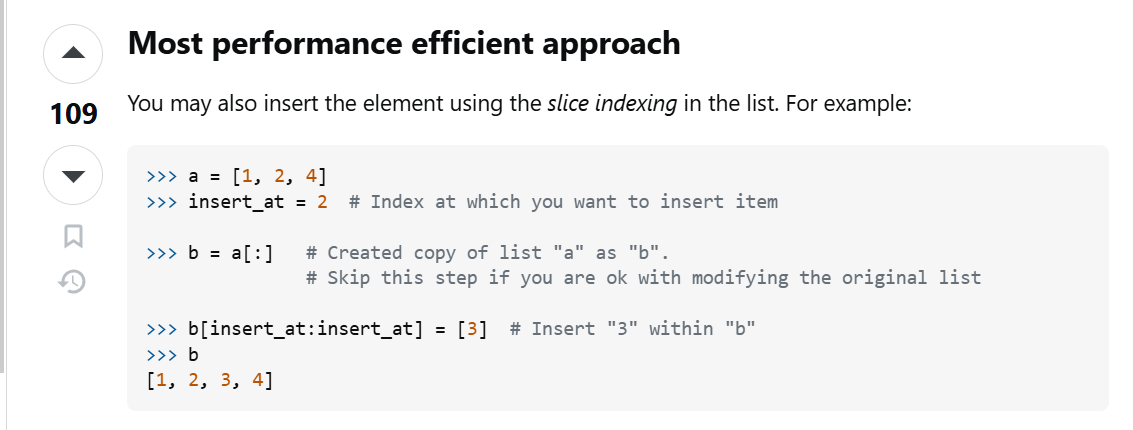 Most performance efficient approach
109
You may also insert the element using the slice indexing in the list. For example:
>>> a = [1, 2, 4]
>>> insert_at = 2  # Index at which you want to insert item
>>> b = a[:]   # Created copy of list "a" as "b".
               # Skip this step if you are ok with modifying the original list
>>> b[insert_at:insert_at] = [3]  # Insert "3" within "b"
>>> b
[1, 2, 3, 4]